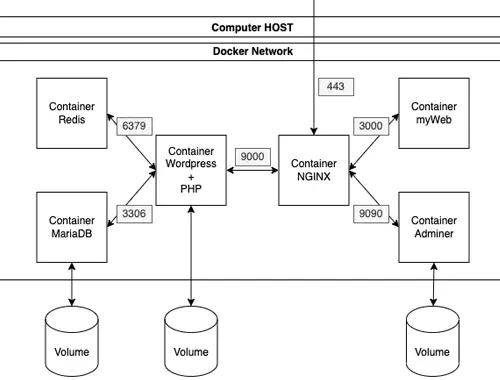 Computer HOST
Docker Network
443
Container
Redis
6379
Container
Wordpress
+
PHP
9000
Container
NGINX
3000
Container
myWeb
Container
MariaDB
3306
9090
Container
Adminer
Volume
Volume
Volume